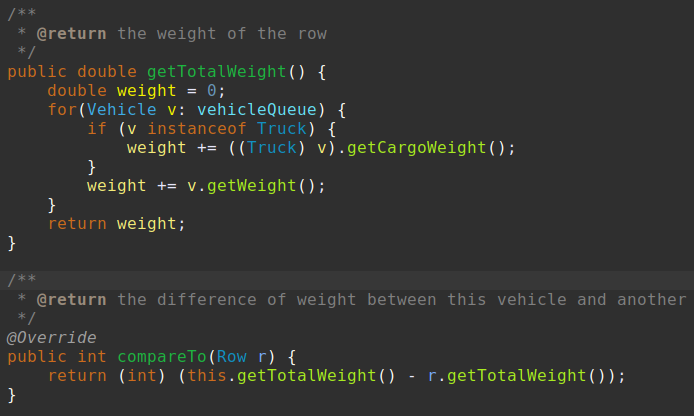 /**
 * @return the weight of the row
 */
public double getTotalWeight() {
    double weight = 0;
    for(Vehicle v: vehicleQueue) {
        if (v instanceof Truck) {
            weight += ((Truck) v).getCargoWeight();
        }
        weight += v.getWeight();
    }
    return weight;
}

/**
 * @return the difference of weight between this vehicle and another
 */
@Override
public int compareTo(Row r) {
    return (int) (this.getTotalWeight() - r.getTotalWeight());
}